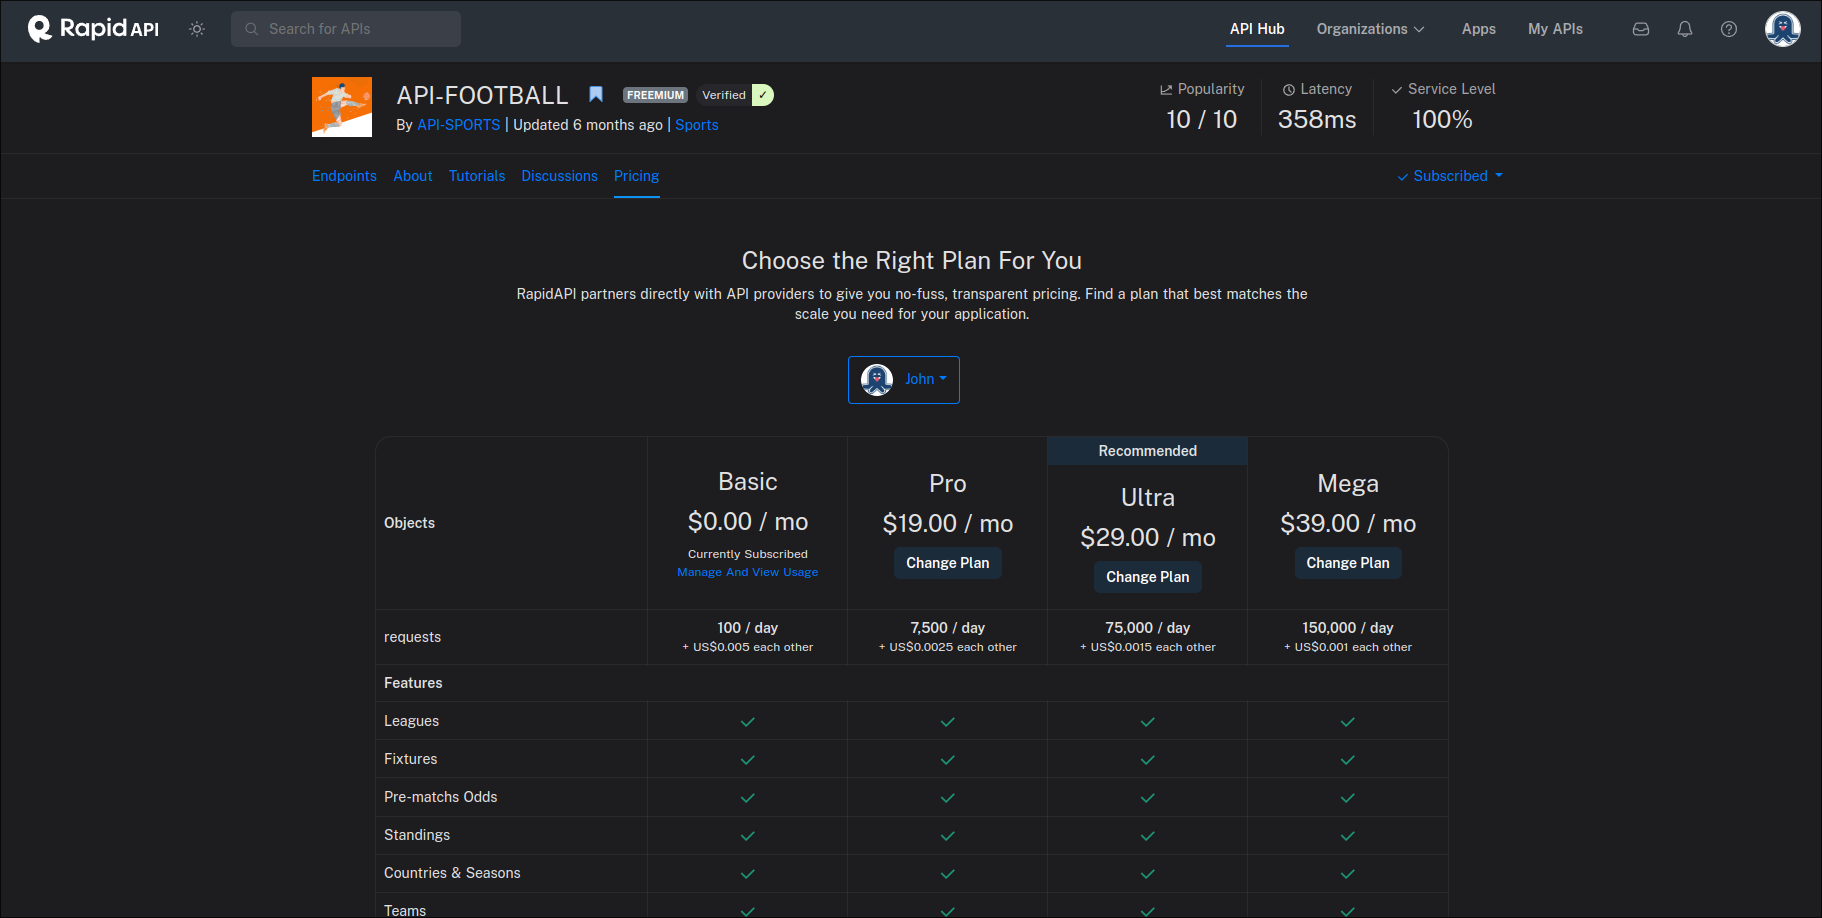 Rapid API
Search for APIs
API Hub
Organizations
Apps
My APIs
API-FOOTBALL
FREEMIUM
Verified ✓
By API-SPORTS | Updated 6 months ago | Sports
Popularity
10 / 10
Latency
358ms
Service Level
100%
Endpoints
About
Tutorials
Discussions
Pricing
Subscribed
Choose the Right Plan For You
RapidAPI partners directly with API providers to give you no-fuss, transparent pricing. Find a plan that best matches the
scale you need for your application.
John
Objects
Basic
$0.00 / mo
Currently Subscribed
Manage And View Usage
Pro
$19.00 / mo
Change Plan
Recommended
Ultra
$29.00 / mo
Change Plan
Mega
$39.00 / mo
Change Plan
requests
100 / day
+ US$0.005 each other
7,500 / day
+ US$0.0025 each other
75,000 / day
+ US$0.0015 each other
150,000 / day
+ US$0.001 each other
Features
Leagues
Fixtures
Pre-matchs Odds
Standings
Countries & Seasons
Teams